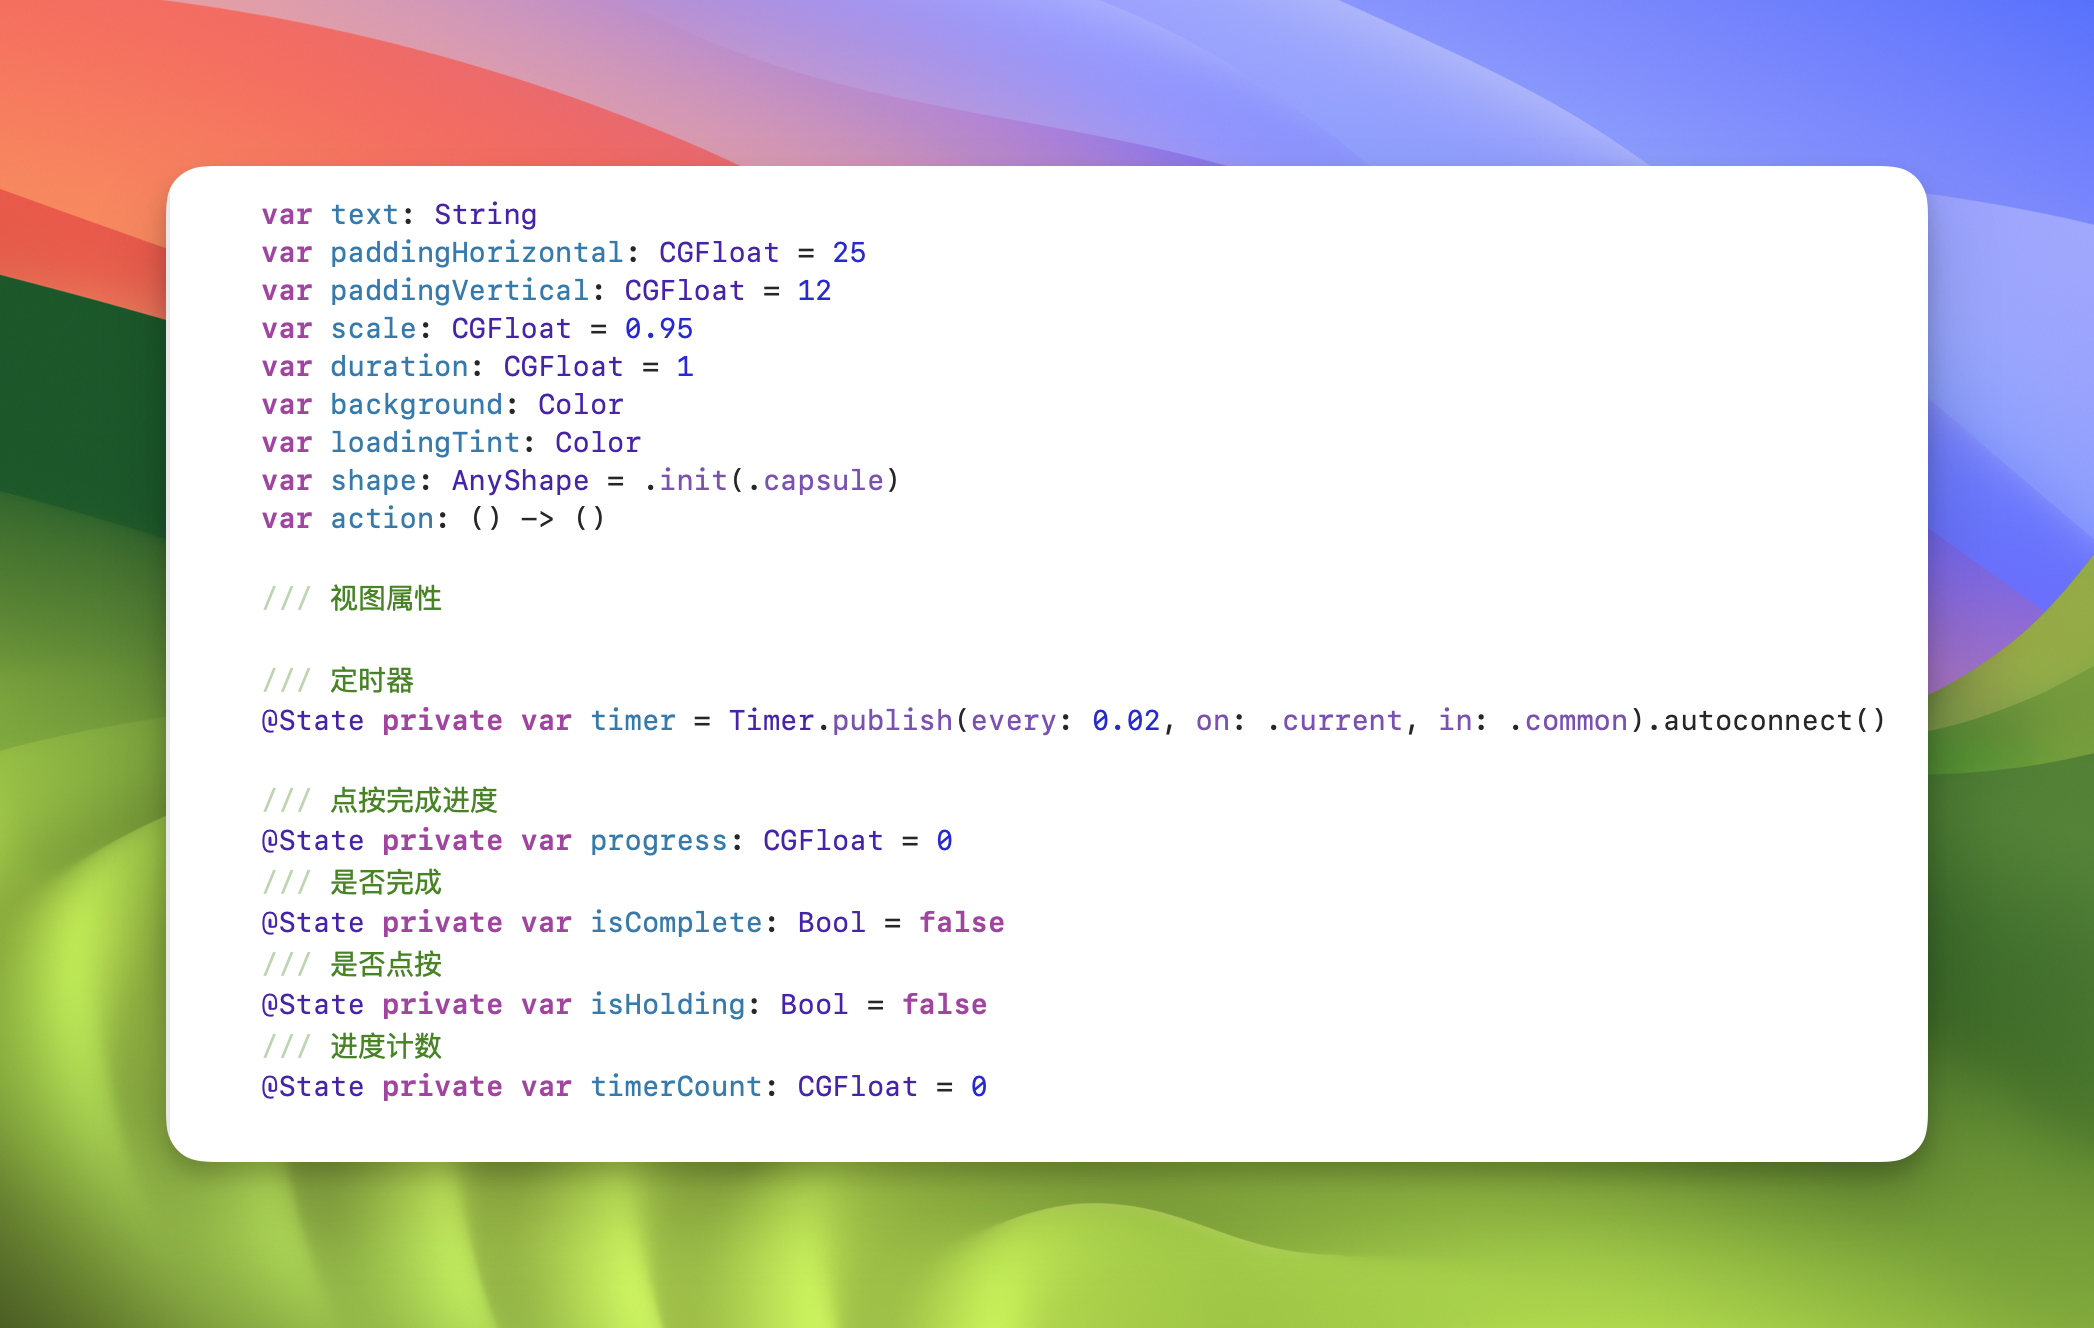 var text: String
var paddingHorizontal: CGFloat = 25
var paddingVertical: CGFloat = 12
var scale: CGFloat = 0.95
var duration: CGFloat = 1
var background: Color
var loadingTint: Color
var shape: AnyShape = .init(.capsule)
var action: () -> ()
/// 视图属性
/// 定时器
@State private var timer = Timer.publish(every: 0.02, on: .current, in: .common).autoconnect()
/// 点按完成进度
@State private var progress: CGFloat = 0
/// 是否完成
@State private var isComplete: Bool = false
/// 是否点按
@State private var isHolding: Bool = false
/// 进度计数
@State private var timerCount: CGFloat = 0